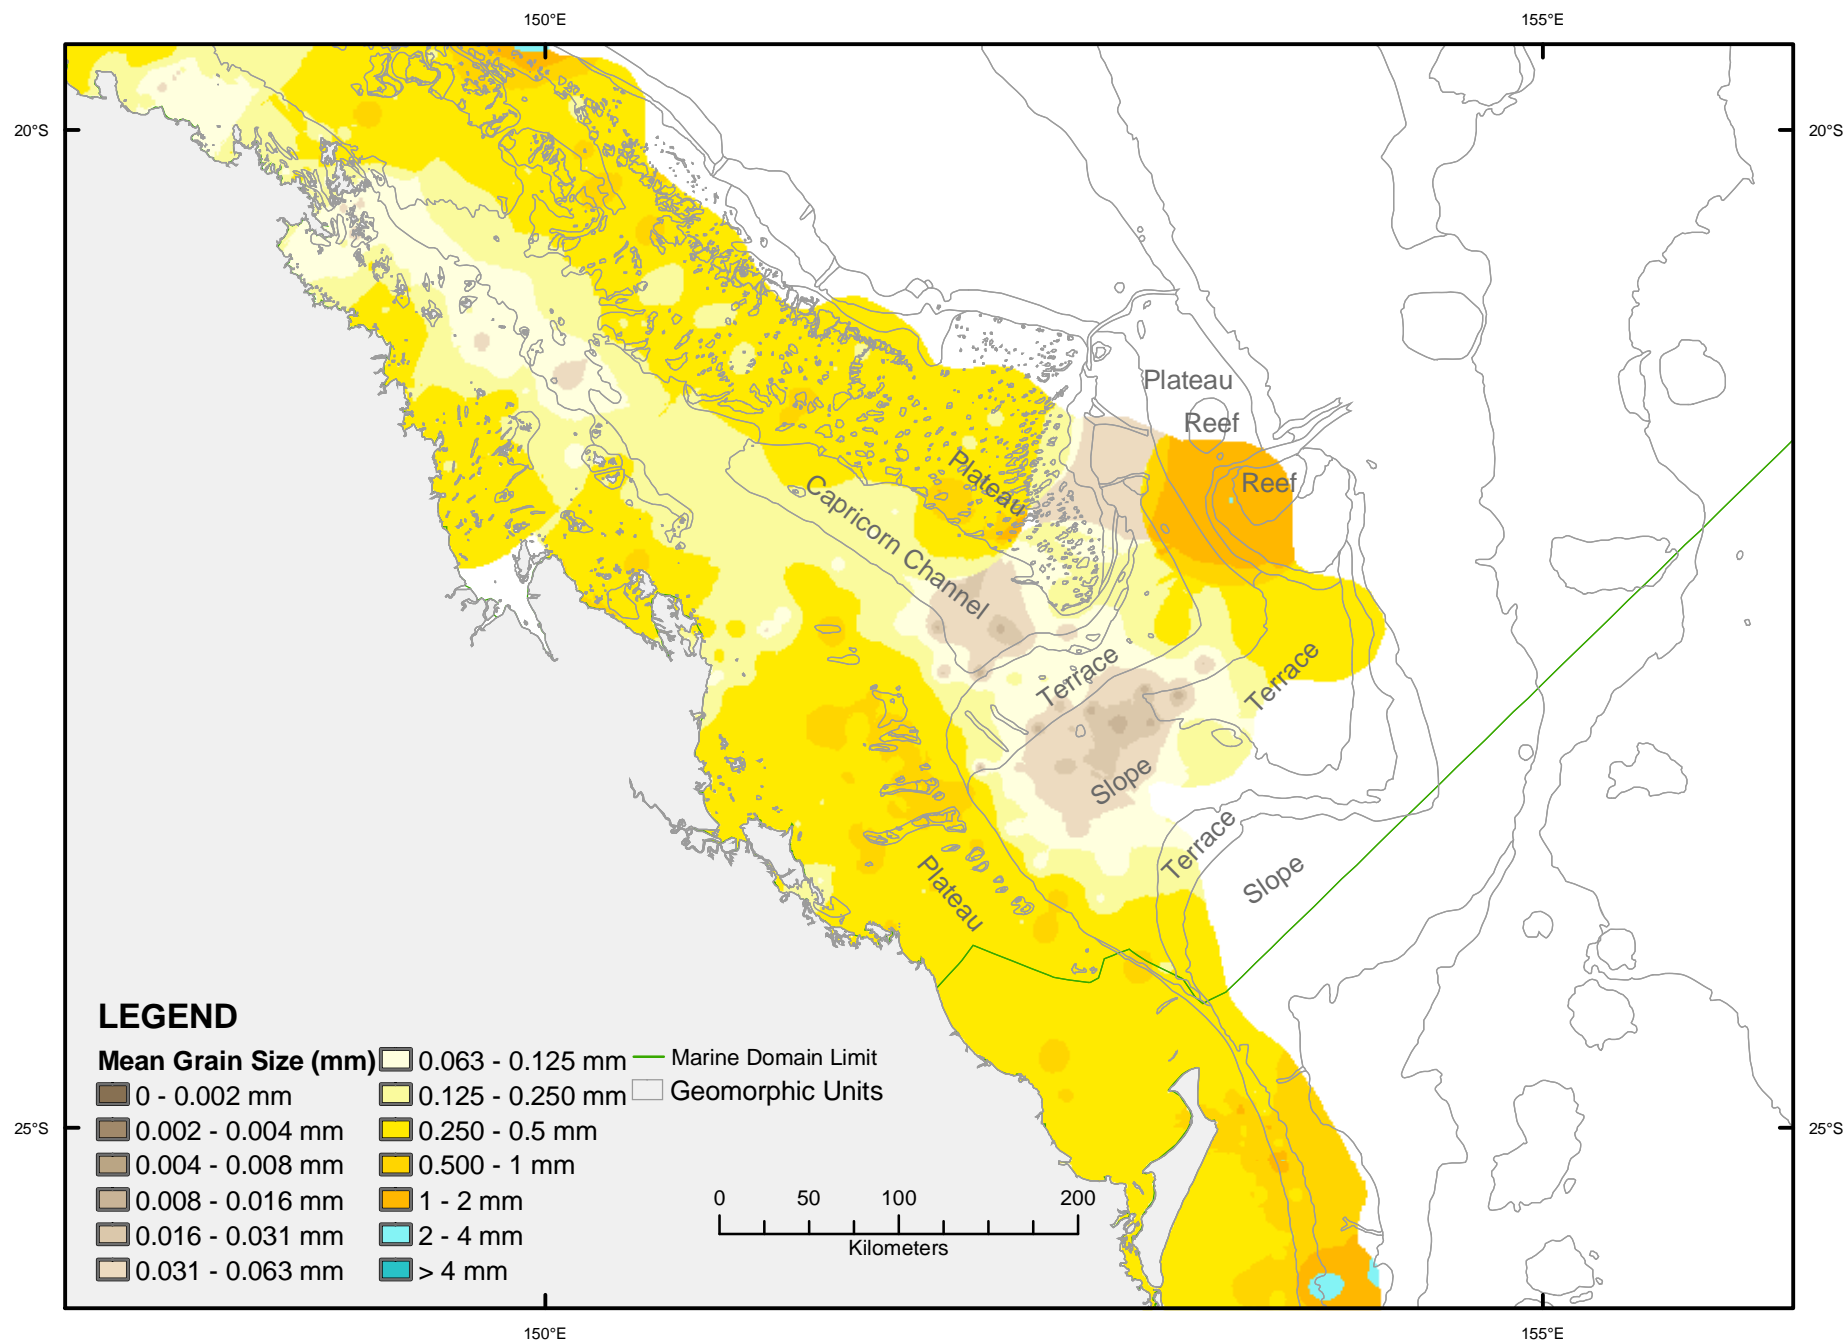 150°E
155°E
20°S
20°S
Plateau
Reef
Reef
Plateau
Capricorn Channel
Terrace
Terrace
Slope
Terrace
Slope
Plateau
LEGEND
Mean Grain Size (mm)
0 - 0.002 mm
0.002 - 0.004 mm
0.004 - 0.008 mm
0.008 - 0.016 mm
0.016 - 0.031 mm
0.031 - 0.063 mm
0.063 - 0.125 mm
0.125 - 0.250 mm
0.250 - 0.5 mm
0.500 - 1 mm
1 - 2 mm
2 - 4 mm
> 4 mm
Marine Domain Limit
Geomorphic Units
25°S
25°S
0 50 100 200
Kilometers
150°E
155°E